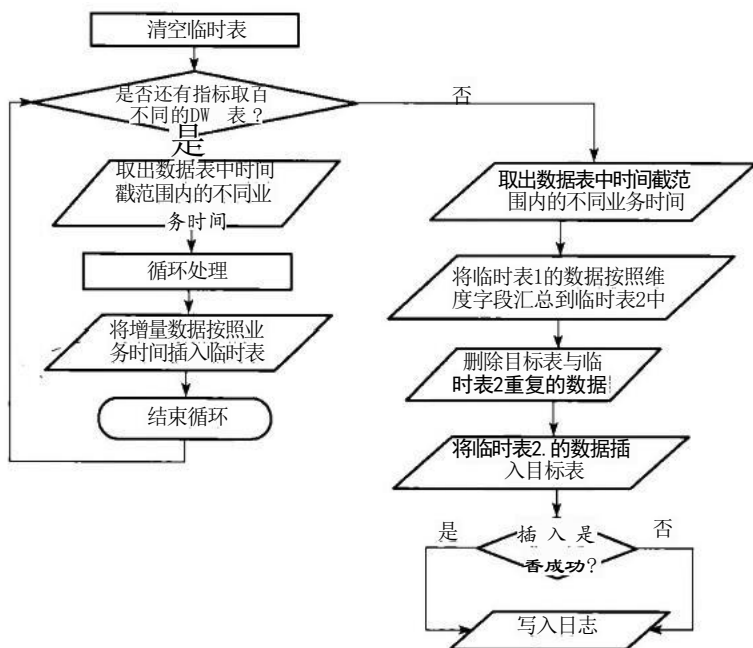 清空临时表
是否还有指标取百
不同的DW 表？
是
否
取出数据表中时间
戳范围内的不同业
务时间
循环处理
将增量数据按照业
务时间插入临时表
结束循环
取出数据表中时间截范
围内的不同业务时间
将临时表1的数据按照维
度字段汇总到临时表2中
删除目标表与临
时表2重复的数据
将临时表2.的数据插
入目标表
是
插 入 是
香成功?
否
写入日志